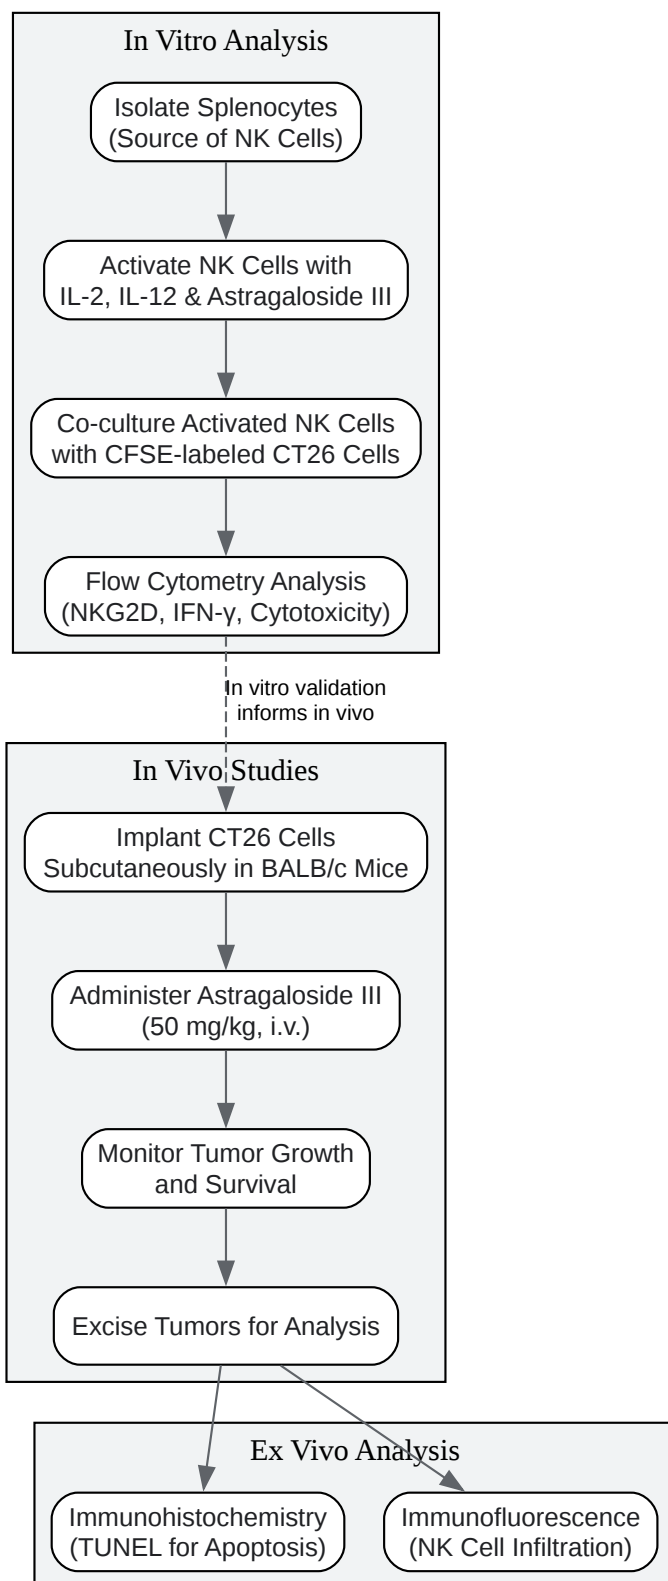 In Vitro Analysis
Isolate Splenocytes
(Source of NK Cells)
Activate NK Cells with
IL-2, IL-12 & Astragaloside III
Co-culture Activated NK Cells
with CFSE-labeled CT26 Cells
Flow Cytometry Analysis
(NKG2D, IFN-γ, Cytotoxicity)
In vitro validation
informs in vivo
In Vivo Studies
Implant CT26 Cells
Subcutaneously in BALB/c Mice
Administer Astragaloside III
(50 mg/kg, i.v.)
Monitor Tumor Growth
and Survival
Excise Tumors for Analysis
Ex Vivo Analysis
Immunohistochemistry
(TUNEL for Apoptosis)
Immunofluorescence
(NK Cell Infiltration)